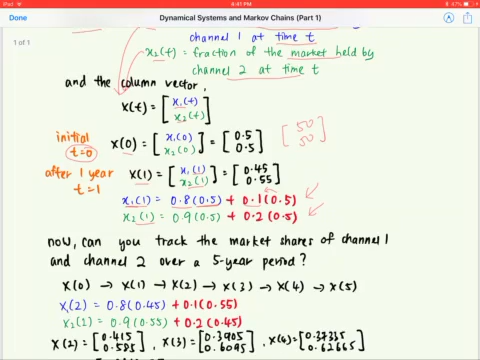 iPad
4:41 PM
47%
Done
Dynamical Systems and Markov Chains (Part 1)
1 of 1
channel 1 at time t
x₂(t) = fraction of the market held by
channel 2 at time t
and the column vector,
x(t) = [x₁(t) x₂(t)]
initial t=0 x(0) = [x₁(0) x₂(0)] = [0.5 0.5] [50 50]
after 1 year t=1 x(1) = [x₁(1) x₂(1)] = [0.45 0.55]
x₁(1) = 0.8(0.5) + 0.1(0.5)
x₂(1) = 0.9(0.5) + 0.2(0.5)
now, can you track the market shares of channel 1
and channel 2 over a 5-year period?
x(0) → x(1) → x(2) → x(3) → x(4) → x(5)
x₁(2) = 0.8(0.45) + 0.1(0.55)
x₂(2) = 0.9(0.55) + 0.2(0.45)
x(2) = [0.415 0.585], x(3) = [0.3905 0.6095], x(4) = [0.37335 0.62665]